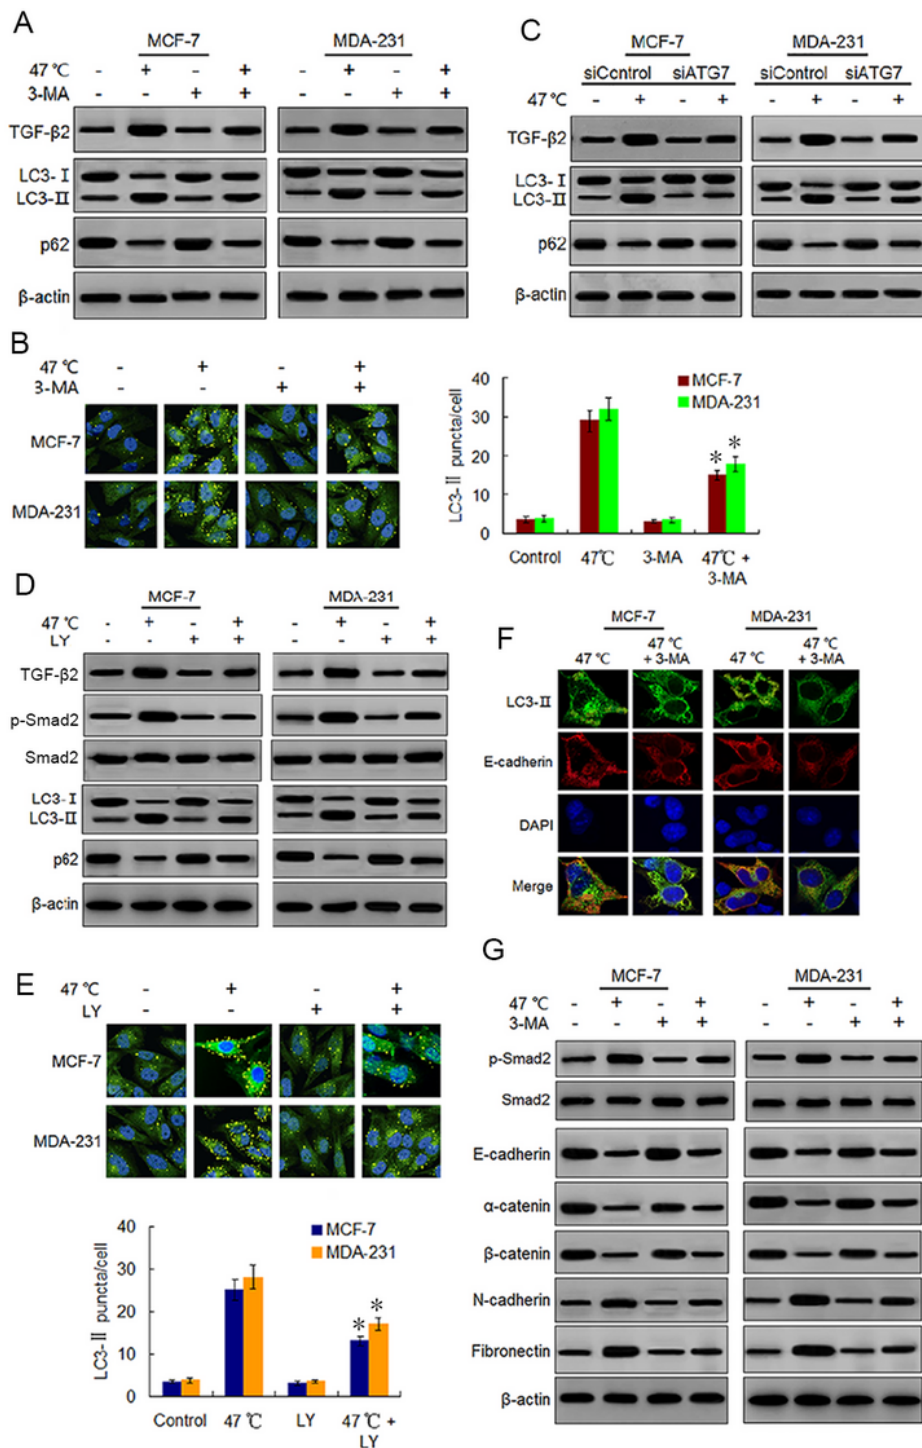 A
MCF-7 MDA-231
47 ℃ - + - + - + - +
3-MA - - + + - - + +
TGF-β2
LC3-Ⅰ
LC3-Ⅱ
p62
β-actin
C
MCF-7 MDA-231
siControl siATG7 siControl siATG7
47 ℃ - + - + - + - +
TGF-β2
LC3-Ⅰ
LC3-Ⅱ
p62
β-actin
B
47 ℃ - + - +
3-MA - - + +
MCF-7
MDA-231
MCF-7
MDA-231
LC3-Ⅱ puncta/cell
40
30
20
10
0
* *
Control 47℃ 3-MA 47℃ +
3-MA
D
MCF-7 MDA-231
47 ℃ - + - + - + - +
LY - - + + - - + +
TGF-β2
p-Smad2
Smad2
LC3-Ⅰ
LC3-Ⅱ
p62
β-actin
F
MCF-7 MDA-231
47 ℃ 47 ℃ + 3-MA 47 ℃ 47 ℃ + 3-MA
LC3-Ⅱ
E-cadherin
DAPI
Merge
E
47 ℃ - + - +
LY - - + +
MCF-7
MDA-231
MCF-7
MDA-231
LC3-Ⅱ puncta/cell
40
30
20
10
0
* *
Control 47 ℃ LY 47 ℃ +
LY
G
MCF-7 MDA-231
47 ℃ - + - + - + - +
3-MA - - + + - - + +
p-Smad2
Smad2
E-cadherin
α-catenin
β-catenin
N-cadherin
Fibronectin
β-actin